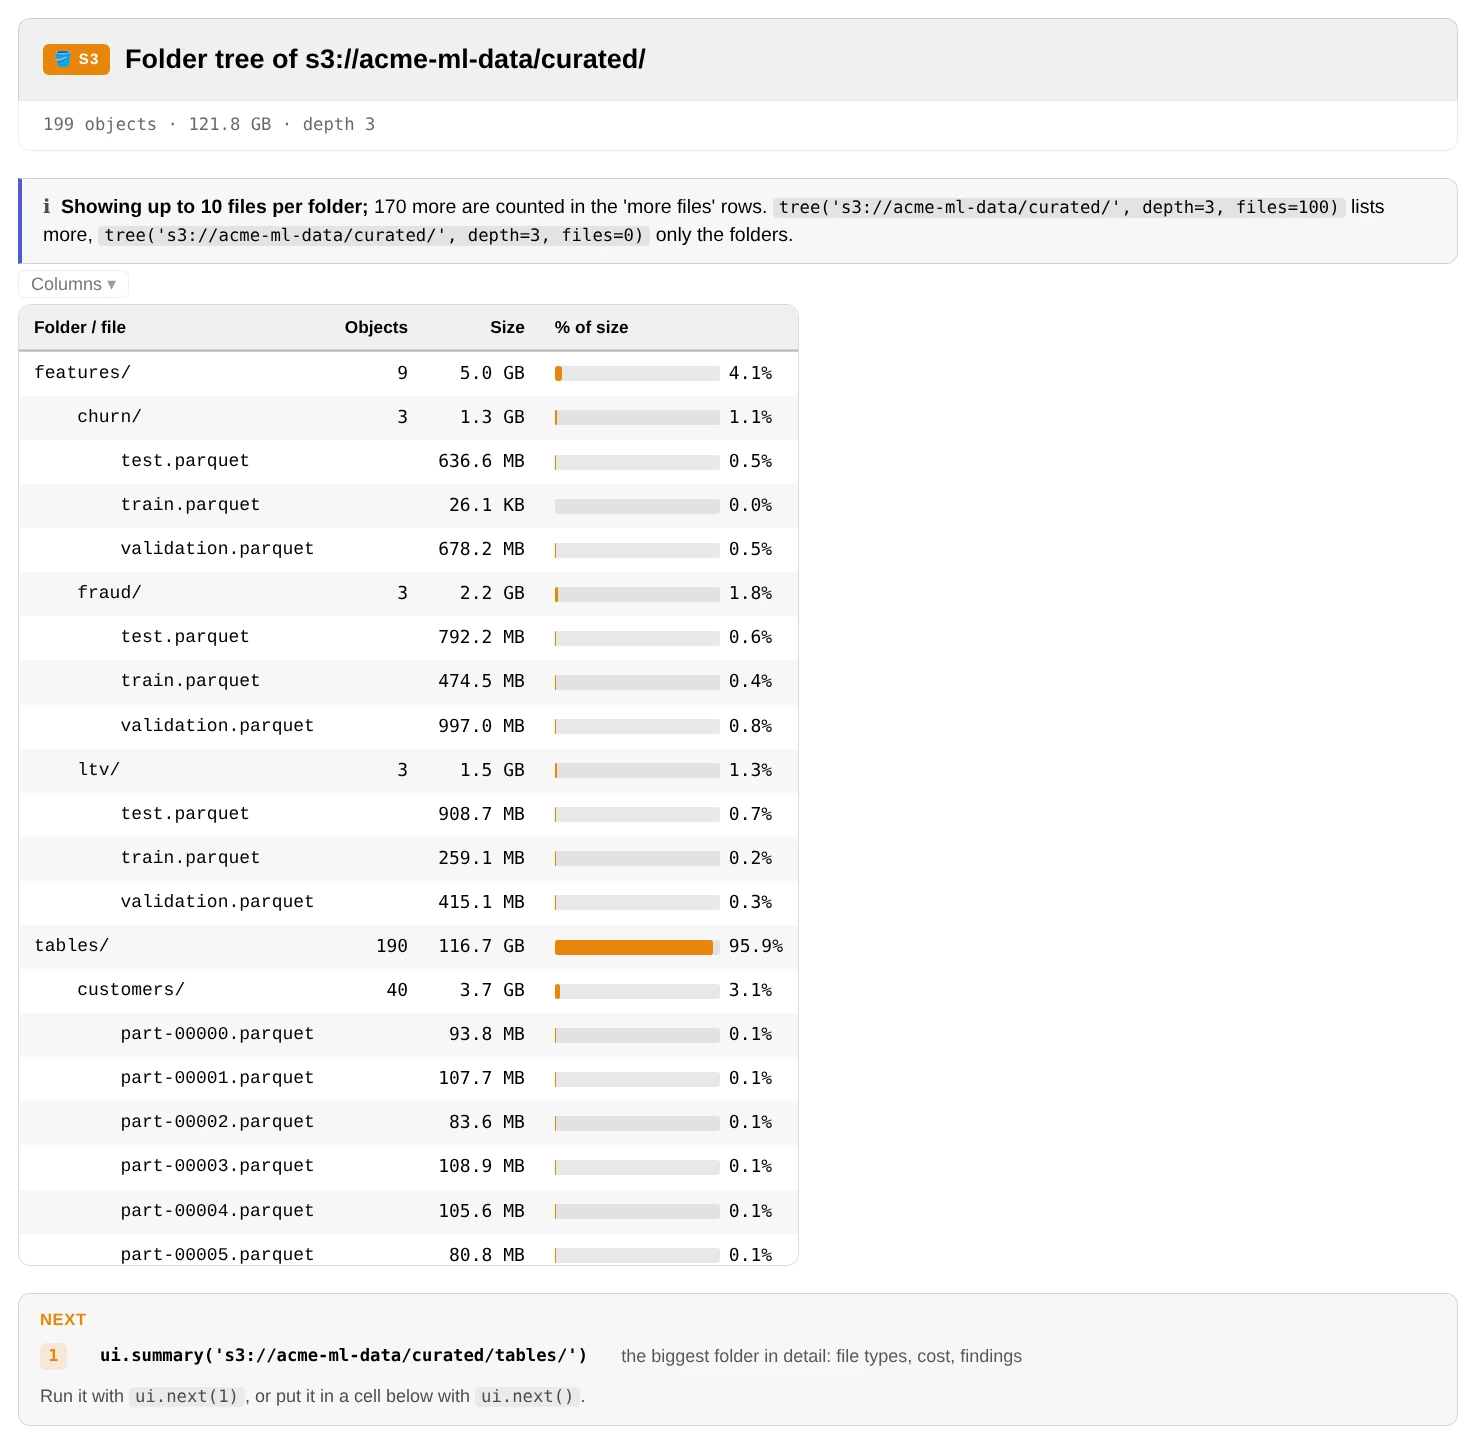 S3 Folder tree of s3://acme-ml-data/curated/
199 objects · 121.8 GB · depth 3
ℹ Showing up to 10 files per folder; 170 more are counted in the 'more files' rows. tree('s3://acme-ml-data/curated/', depth=3, files=100) lists
more, tree('s3://acme-ml-data/curated/', depth=3, files=0) only the folders.
Columns ▾
Folder / file Objects Size % of size
features/ 9 5.0 GB 4.1%
churn/ 3 1.3 GB 1.1%
test.parquet 636.6 MB 0.5%
train.parquet 26.1 KB 0.0%
validation.parquet 678.2 MB 0.5%
fraud/ 3 2.2 GB 1.8%
test.parquet 792.2 MB 0.6%
train.parquet 474.5 MB 0.4%
validation.parquet 997.0 MB 0.8%
ltv/ 3 1.5 GB 1.3%
test.parquet 908.7 MB 0.7%
train.parquet 259.1 MB 0.2%
validation.parquet 415.1 MB 0.3%
tables/ 190 116.7 GB 95.9%
customers/ 40 3.7 GB 3.1%
part-00000.parquet 93.8 MB 0.1%
part-00001.parquet 107.7 MB 0.1%
part-00002.parquet 83.6 MB 0.1%
part-00003.parquet 108.9 MB 0.1%
part-00004.parquet 105.6 MB 0.1%
part-00005.parquet 80.8 MB 0.1%
NEXT
1 ui.summary('s3://acme-ml-data/curated/tables/') the biggest folder in detail: file types, cost, findings
Run it with ui.next(1), or put it in a cell below with ui.next().